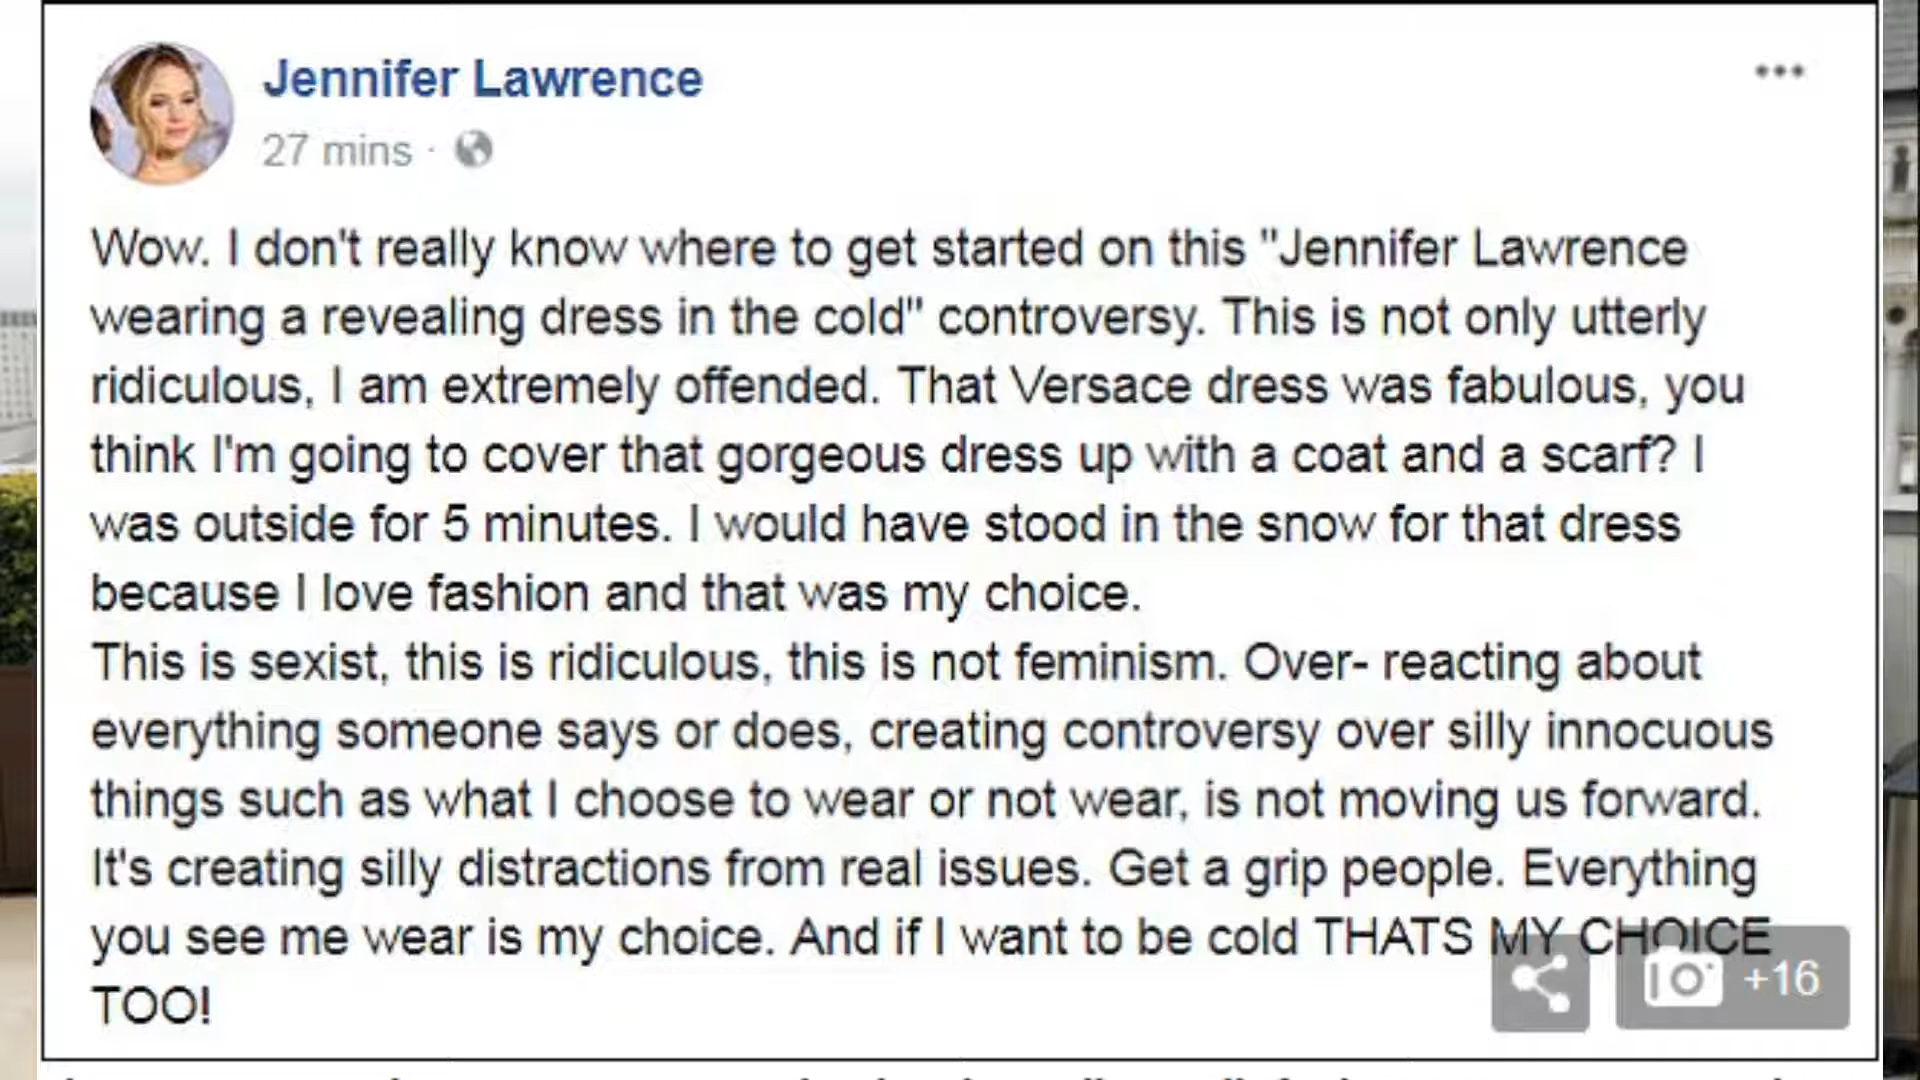 Jennifer Lawrence
27 mins ·
Wow. I don't really know where to get started on this "Jennifer Lawrence
wearing a revealing dress in the cold" controversy. This is not only utterly
ridiculous, I am extremely offended. That Versace dress was fabulous, you
think I'm going to cover that gorgeous dress up with a coat and a scarf? I
was outside for 5 minutes. I would have stood in the snow for that dress
because I love fashion and that was my choice.
This is sexist, this is ridiculous, this is not feminism. Over- reacting about
everything someone says or does, creating controversy over silly innocuous
things such as what I choose to wear or not wear, is not moving us forward.
It's creating silly distractions from real issues. Get a grip people. Everything
you see me wear is my choice. And if I want to be cold THATS MY CHOICE
TOO!
+16